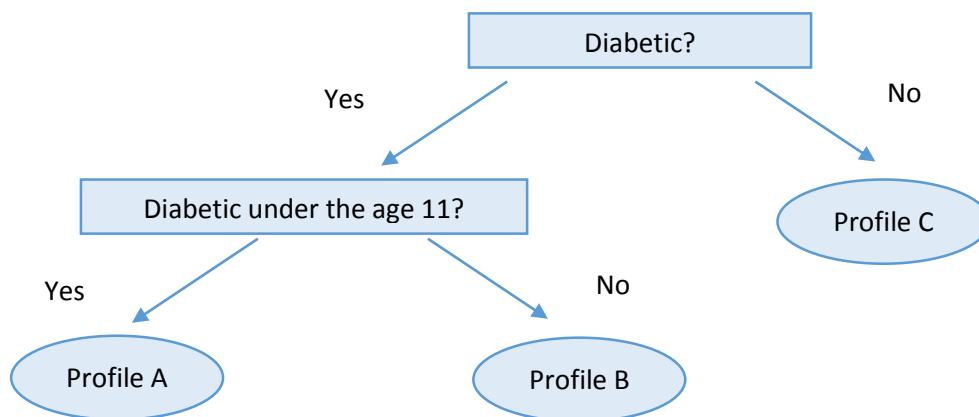 Diabetic?
Yes
No
Diabetic under the age 11?
Profile C
Yes
No
Profile A
Profile B